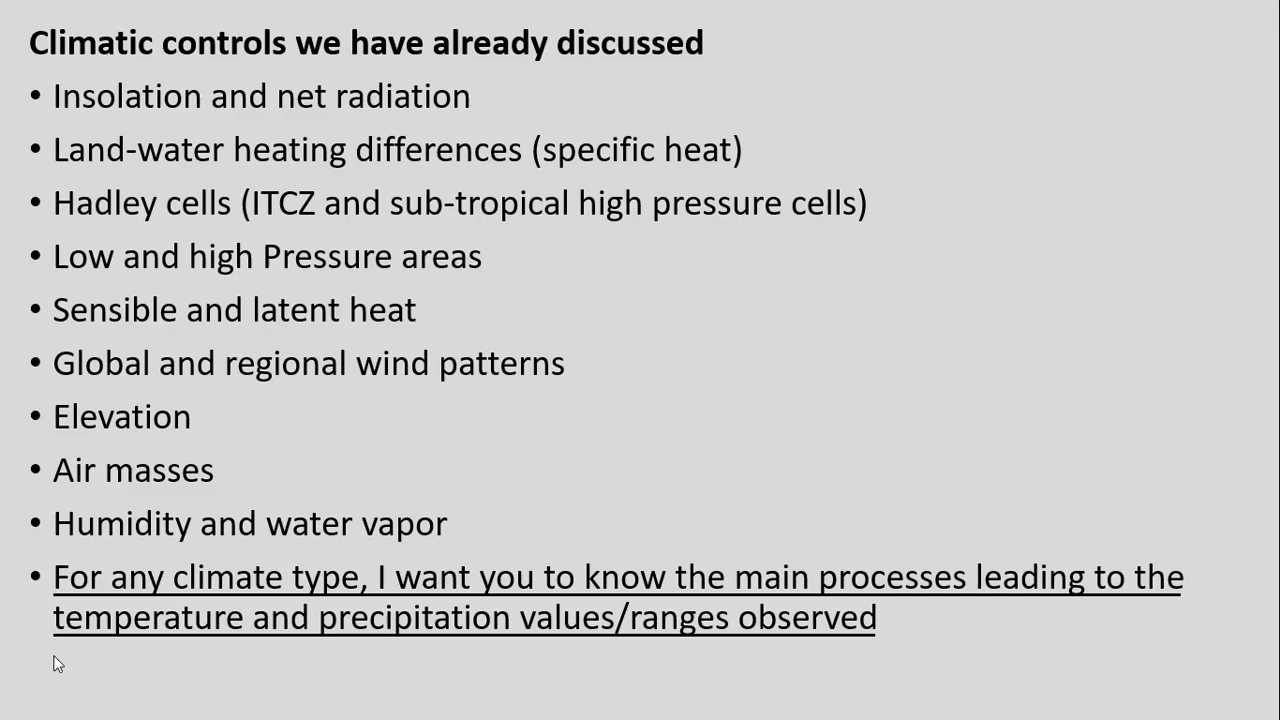 Climatic controls we have already discussed
• Insolation and net radiation
• Land-water heating differences (specific heat)
• Hadley cells (ITCZ and sub-tropical high pressure cells)
• Low and high Pressure areas
• Sensible and latent heat
• Global and regional wind patterns
• Elevation
• Air masses
• Humidity and water vapor
• For any climate type, I want you to know the main processes leading to the
temperature and precipitation values/ranges observed